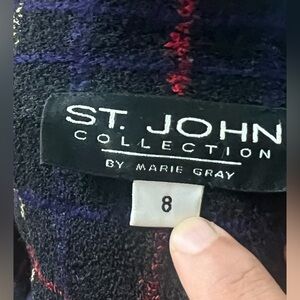 ST. JOHN
COLLECTION
BY MARIE GRAY
8